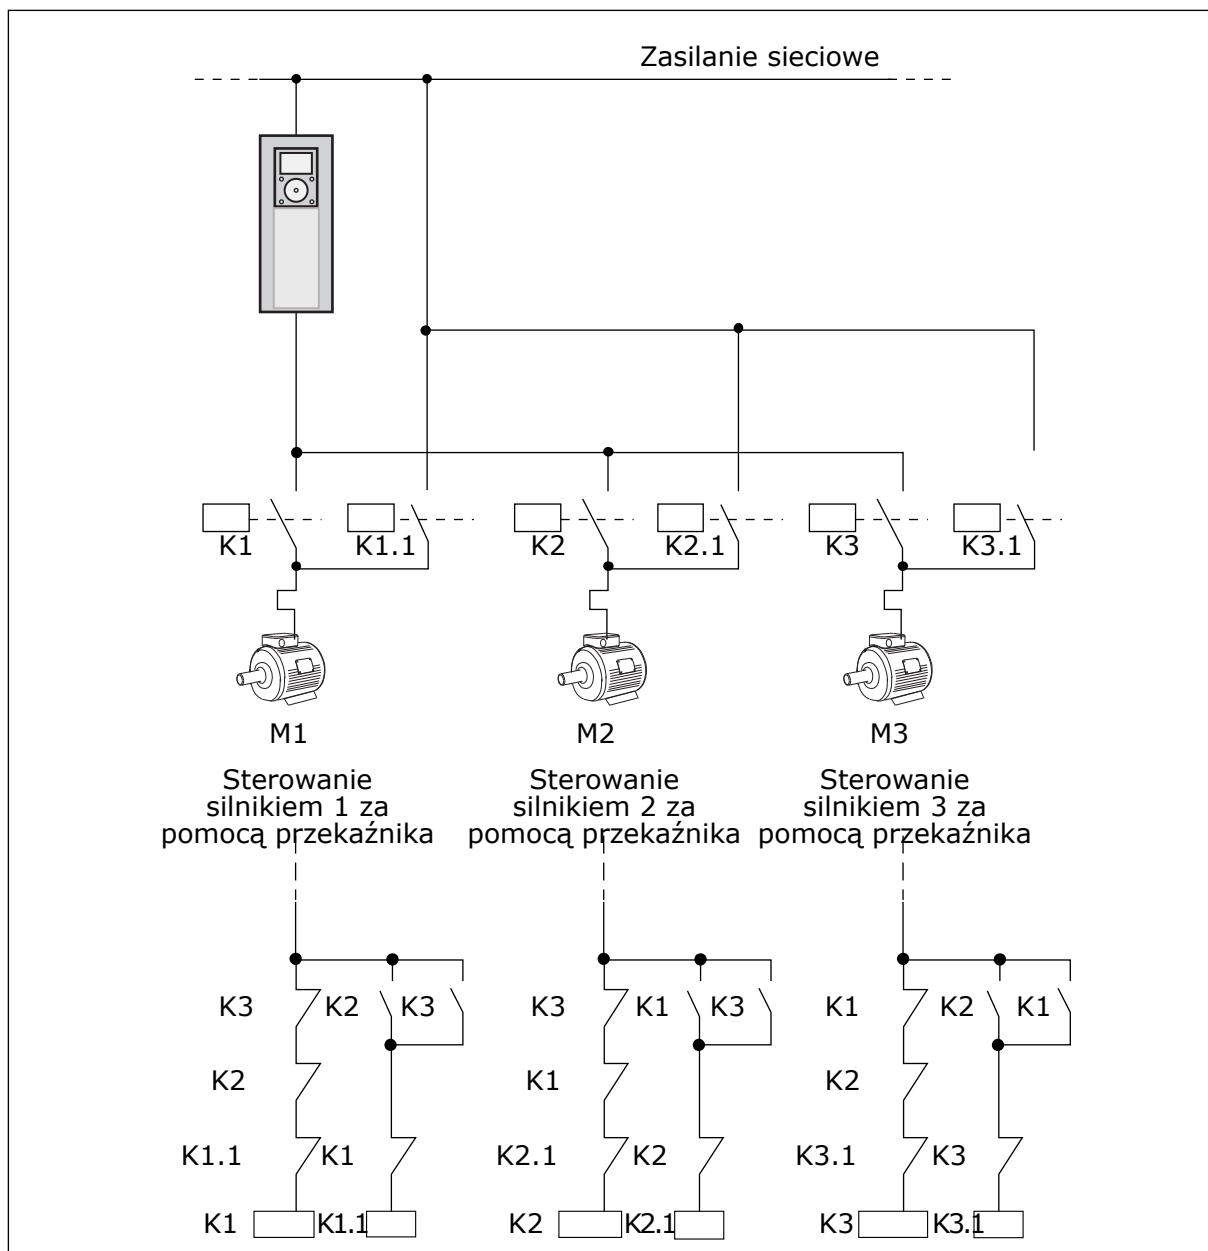 Zasilanie sieciowe
K1 K1.1 K2 K2.1 K3 K3.1
M1 M2 M3
Sterowanie
silnikiem 1 za
pomocą przekaźnika
Sterowanie
silnikiem 2 za
pomocą przekaźnika
Sterowanie
silnikiem 3 za
pomocą przekaźnika
K3 K2 K3 K3 K1 K3 K1 K2 K1
K2 K1 K2
K1.1 K1 K2.1 K2 K3.1 K3
K1 K1.1 K2 K2.1 K3 K3.1